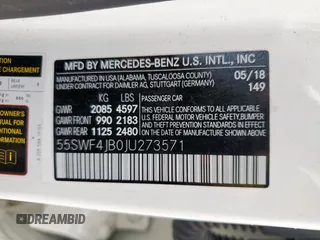 CHARGEMENT
MFD BY MERCEDES-BENZ U.S. INTL., INC
MADE IN USA (ALABAMA, TUSCALOOSA COUNTY) 05/18
UNDER CONSIGNMENT FOR DAIMLER AG, STUTTGART (GERMANY) 149
KG LBS PASSENGER CAR
GVWR 2085 4597
GAWR FRONT 990 2183
GAWR REAR 1125 2480
THIS VEHICLE CONFORMS TO ALL APPLICABLE
U.S. FEDERAL MOTOR VEHICLE SAFETY, BUMPER,
AND THEFT PREVENTION STANDARDS IN EFFECT
ON THE DATE OF MANUFACTURE SHOWN ABOVE.
55SWF4JB0JU273571
DREAMBID